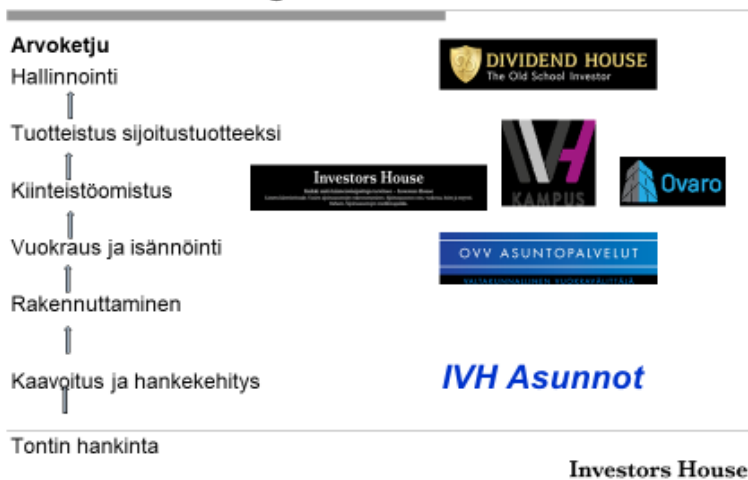 Arvoketju
Hallinnointi
DIVIDEND HOUSE
The Old School Investor
Tuotteistus sijoitustuotteeksi
Kiinteistöomistus
Investors House
IVH
KAMPUS
Ovaro
Vuokraus ja isännöinti
OVV ASUNTOPALVELUT
VALTAKUNNALLINEN VUOKRAVÄLITTÄJÄ
Rakennuttaminen
Kaavoitus ja hankekehitys
IVH Asunnot
Tontin hankinta
Investors House